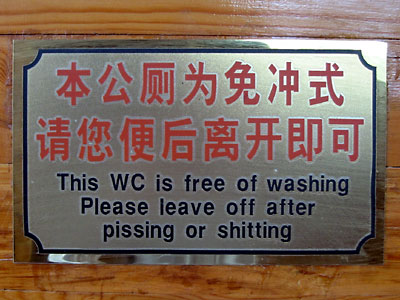 本公厕为免冲式
请您便后离开即可
This WC is free of washing
Please leave off after
pissing or shitting